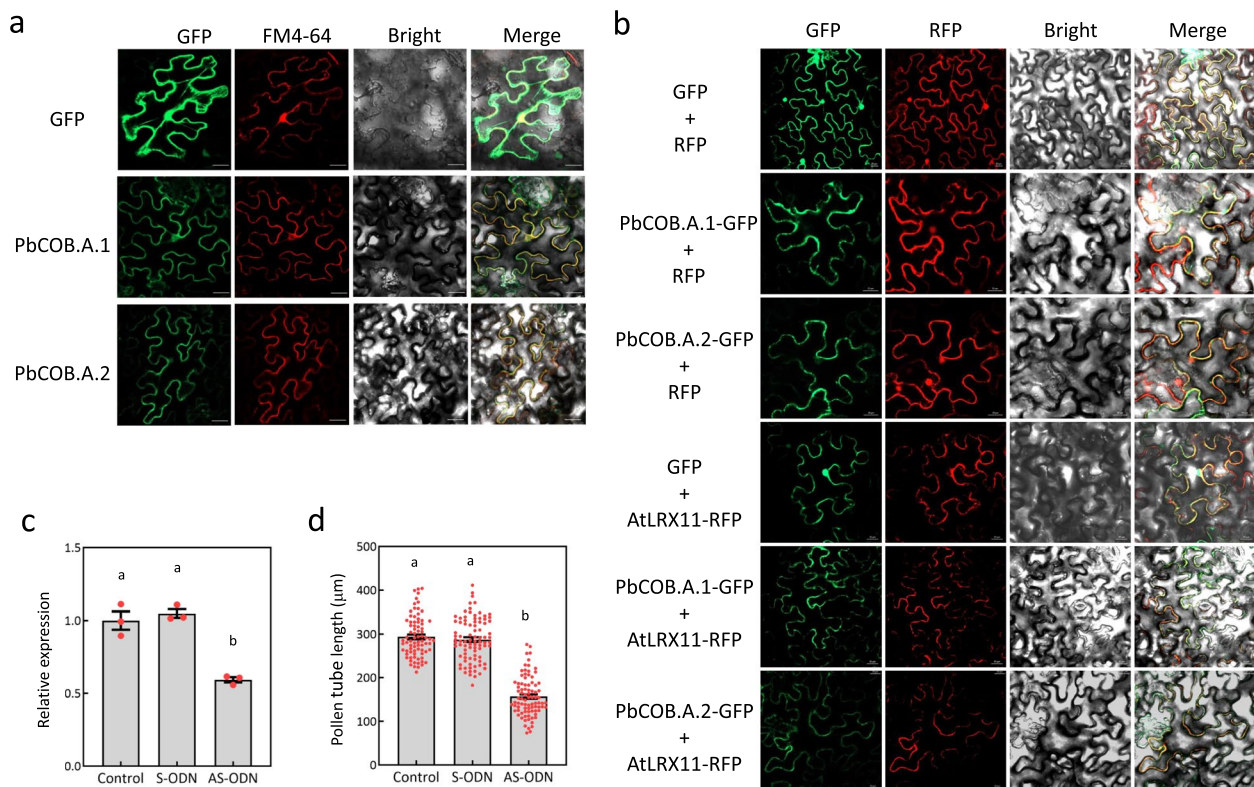 a
GFP FM4-64 Bright Merge
GFP
PbCOB.A.1
PbCOB.A.2
b
GFP RFP Bright Merge
GFP
+
RFP
PbCOB.A.1-GFP
+
RFP
PbCOB.A.2-GFP
+
RFP
GFP
+
AtLRX11-RFP
PbCOB.A.1-GFP
+
AtLRX11-RFP
PbCOB.A.2-GFP
+
AtLRX11-RFP
c
Relative expression
1.5
1.0
0.5
0.0
a a b
Control S-ODN AS-ODN
d
Pollen tube length (μm)
500
400
300
200
100
0
a a b
Control S-ODN AS-ODN